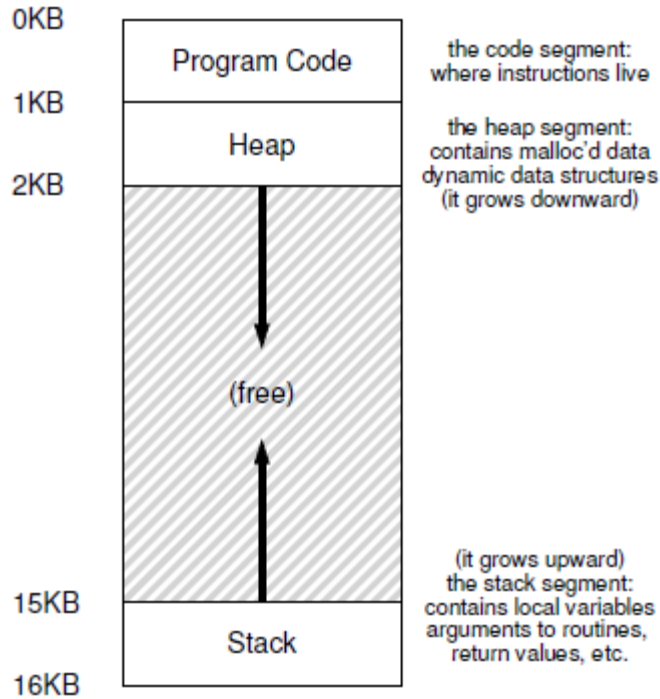 0KB
Program Code
the code segment:
where instructions live
1KB
Heap
the heap segment:
contains malloc'd data
dynamic data structures
(it grows downward)
2KB
(free)
(it grows upward)
the stack segment:
contains local variables
arguments to routines,
return values, etc.
15KB
Stack
16KB